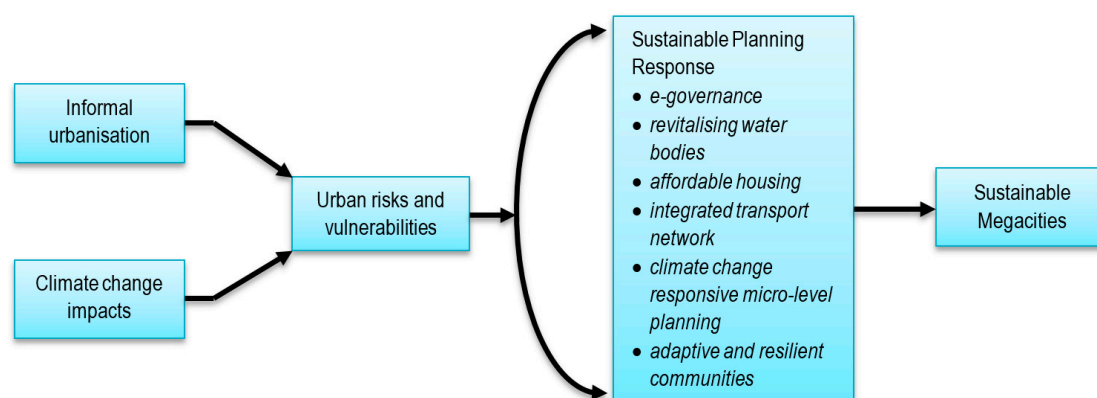 Informal
urbanisation
Climate change
impacts
Urban risks and
vulnerabilities
Sustainable Planning
Response
• e-governance
• revitalising water
bodies
• affordable housing
• integrated transport
network
• climate change
responsive micro-level
planning
• adaptive and resilient
communities
Sustainable
Megacities